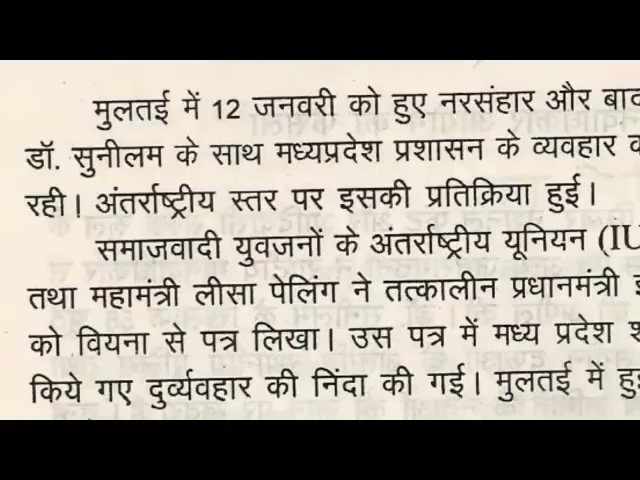 मुलतई में 12 जनवरी को हुए नरसंहार और बाद
डॉ. सुनीलम के साथ मध्यप्रदेश प्रशासन के व्यवहार
रही। अंतर्राष्ट्रीय स्तर पर इसकी प्रतिक्रिया हुई।
समाजवादी युवजनों के अंतर्राष्ट्रीय यूनियन (IU
तथा महामंत्री लीसा पेलिंग ने तत्कालीन प्रधानमंत्री
को वियना से पत्र लिखा। उस पत्र में मध्य प्रदेश
किये गए दुर्व्यवहार की निंदा की गई। मुलतई में